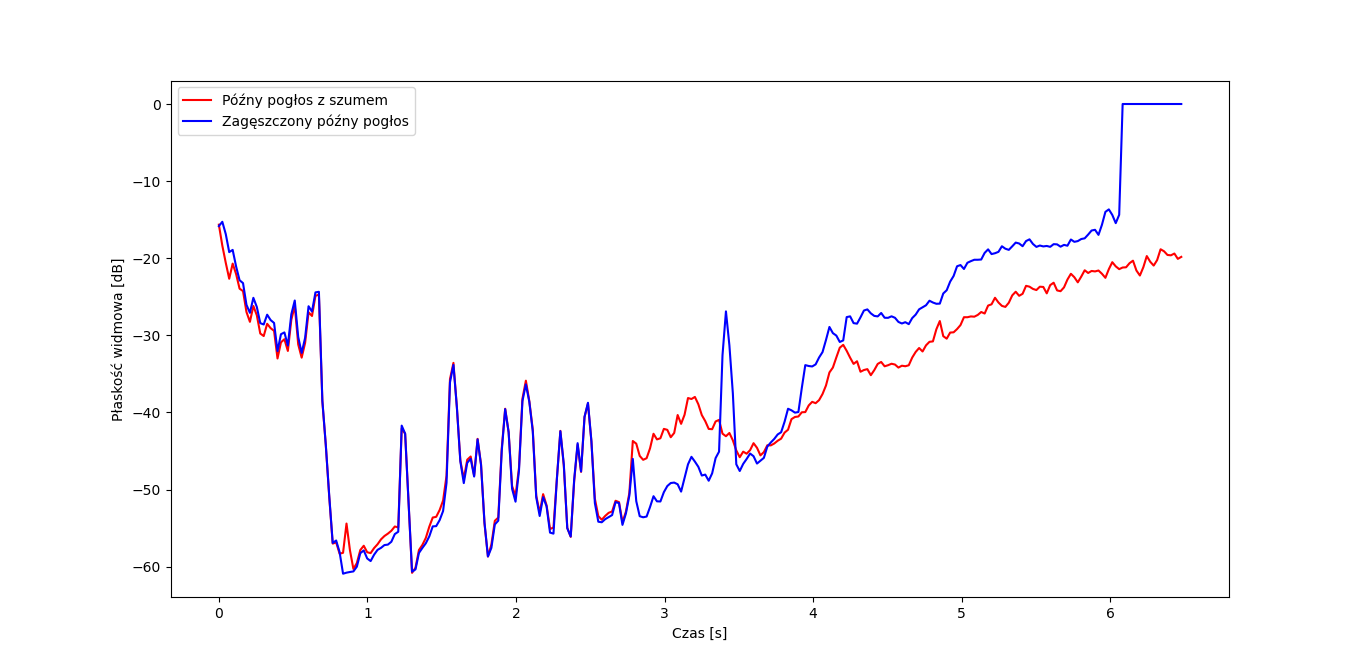 Późny pogłos z szumem
Zagęszczony późny pogłos
0
−10
−20
−30
−40
−50
−60
Płaskość widmowa [dB]
0 1 2 3 4 5 6
Czas [s]